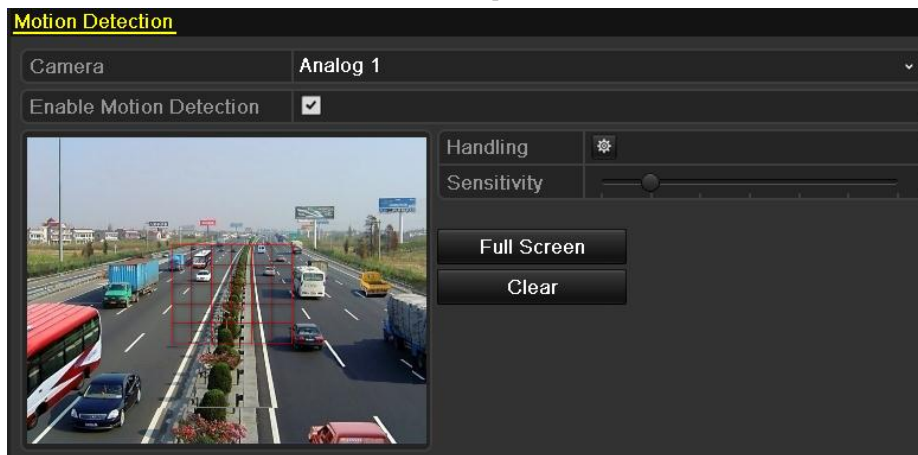 Motion Detection
Camera
Analog 1
Enable Motion Detection
Handling
Sensitivity
Full Screen
Clear